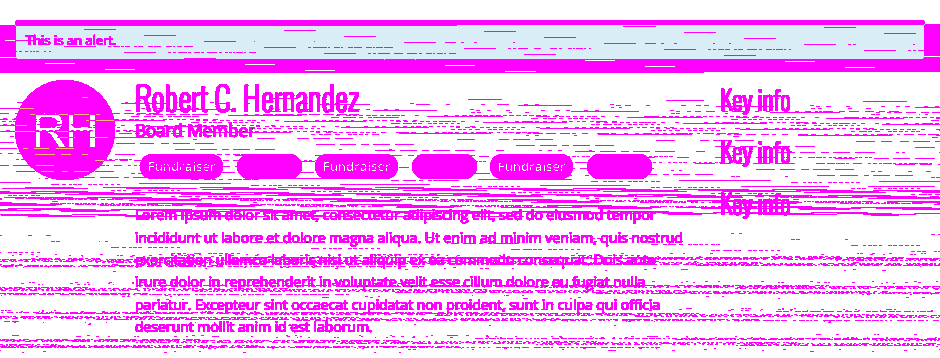 This is an alert.
RH
Robert C. Hernandez
Board Member
Fundraiser Fundraiser Fundraiser
Lorem ipsum dolor sit amet, consectetur adipiscing elit, sed do eiusmod tempor
incididunt ut labore et dolore magna aliqua. Ut enim ad minim veniam, quis nostrud
exercitation ullamco laboris nisi ut aliquip ex ea commodo consequat. Duis aute
irure dolor in reprehenderit in voluptate velit esse cillum dolore eu fugiat nulla
pariatur. Excepteur sint occaecat cupidatat non proident, sunt in culpa qui officia
deserunt mollit anim id est laborum.
Key info
Key info
Key info